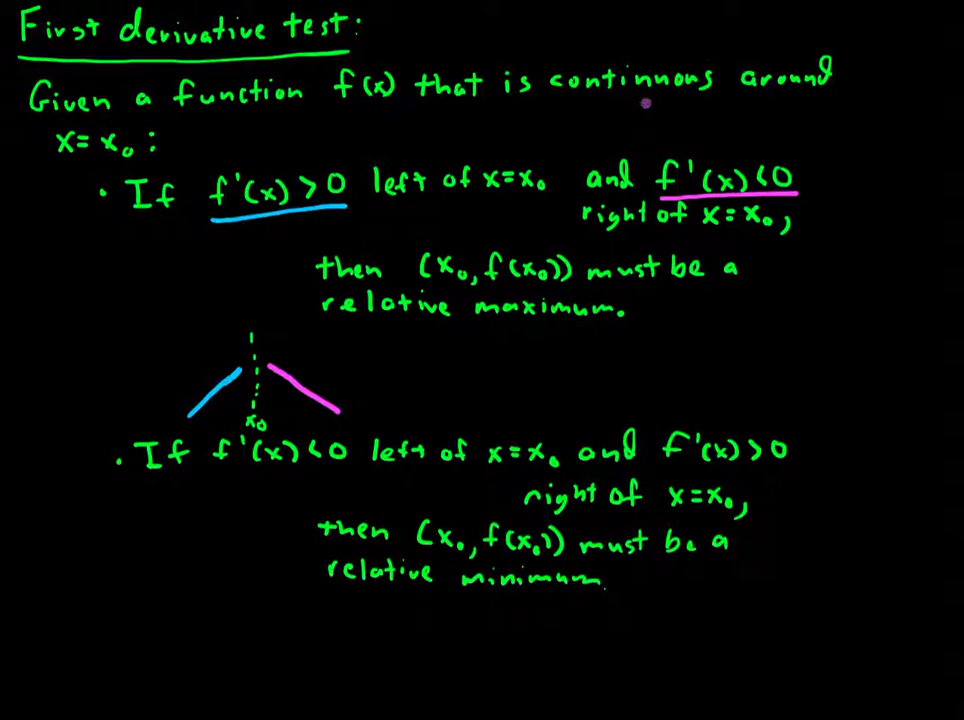 First derivative test:
Given a function f(x) that is continuous around
x = x₀ :
· If f'(x) > 0 left of x = x₀ and f'(x) < 0
right of x = x₀,
then (x₀, f(x₀)) must be a
relative maximum.
x₀
· If f'(x) < 0 left of x = x₀ and f'(x) > 0
right of x = x₀,
then (x₀, f(x₀)) must be a
relative minimum.